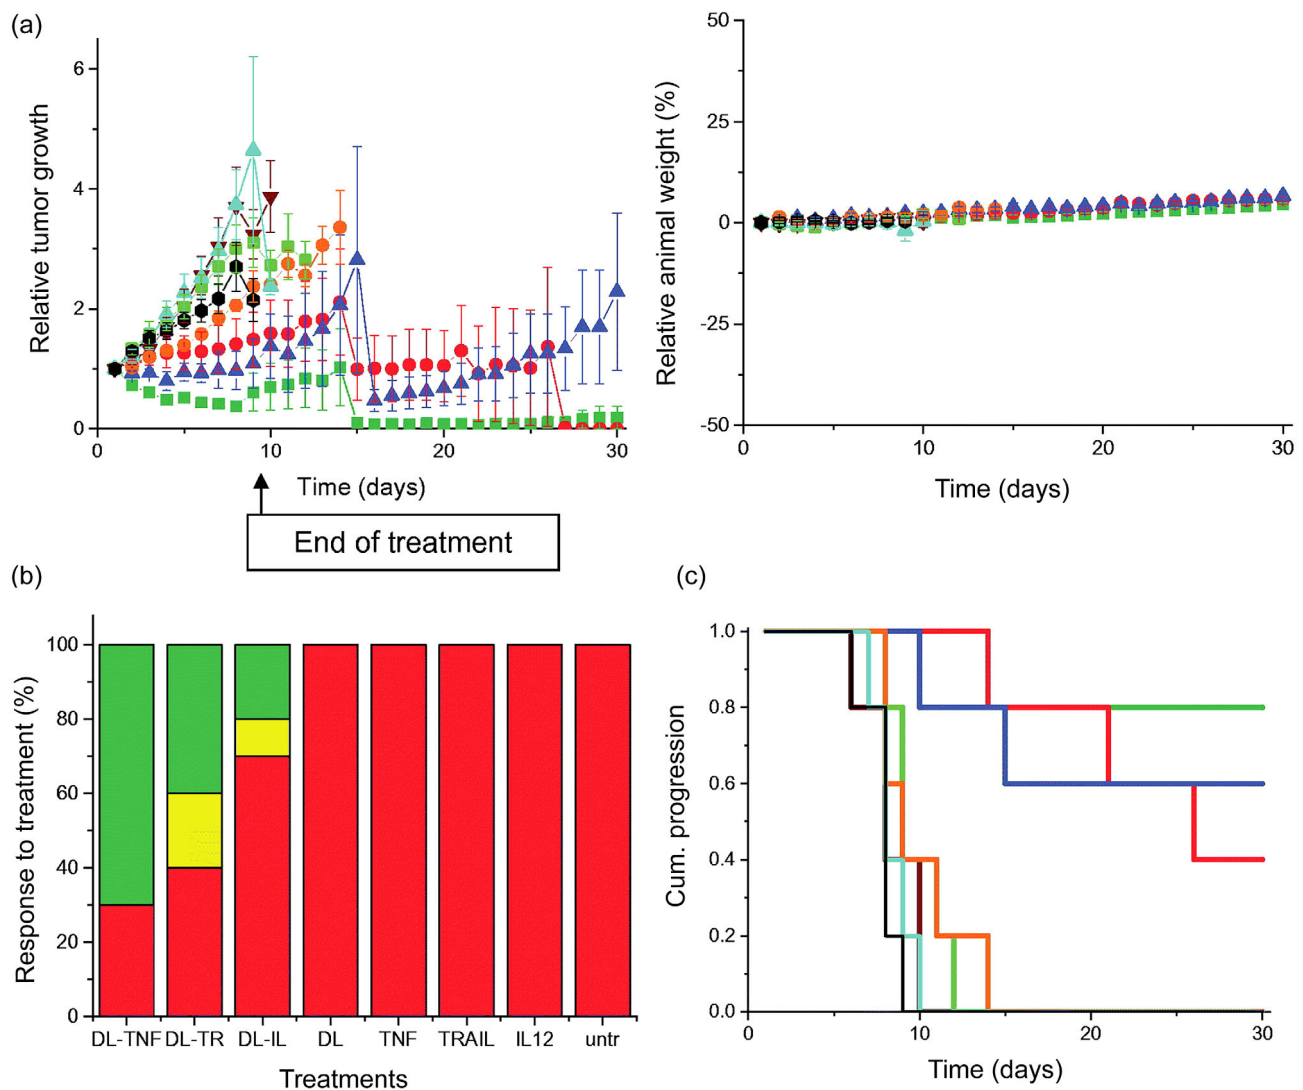 (a)
Relative tumor growth
6
4
2
0
0
10
20
30
Time (days)
End of treatment
Relative animal weight (%)
50
25
0
-25
-50
0
10
20
30
Time (days)
(b)
Response to treatment (%)
100
80
60
40
20
0
DL-TNF DL-TR DL-IL DL TNF TRAIL IL12 untr
Treatments
(c)
Cum. progression
1.0
0.8
0.6
0.4
0.2
0.0
0
10
20
30
Time (days)